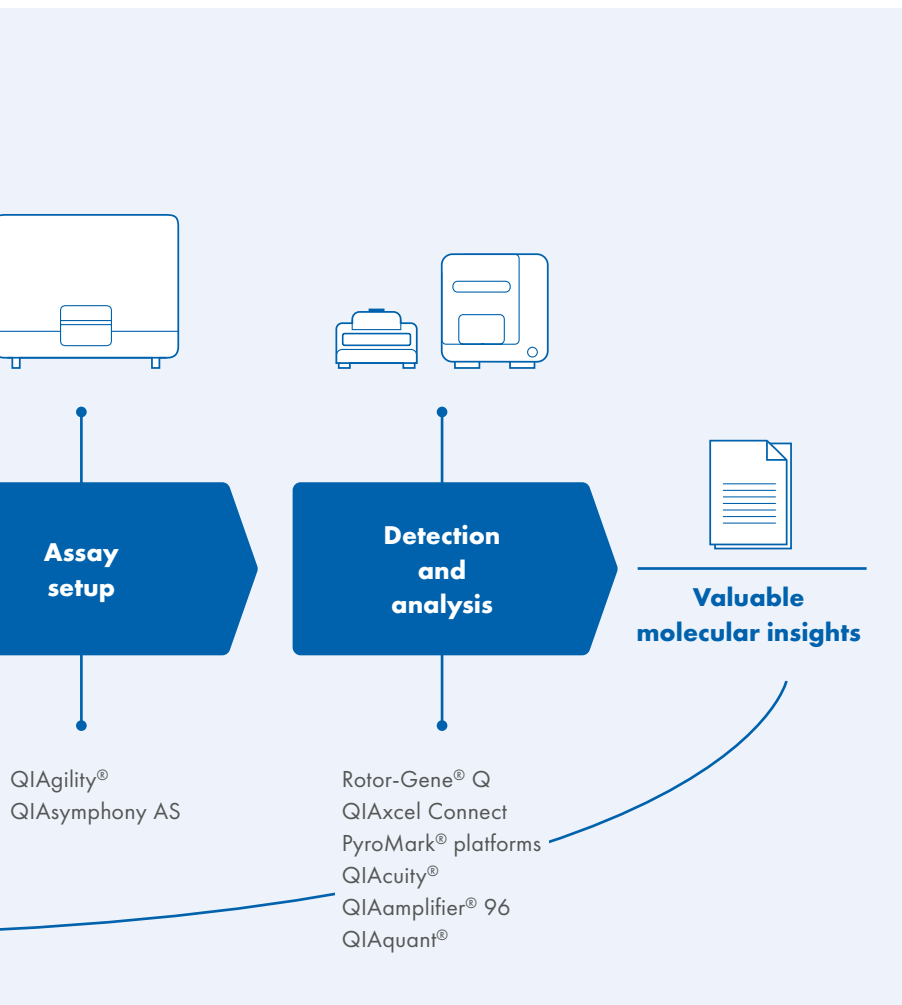 Assay
setup
Detection
and
analysis
Valuable
molecular insights
QIAgility®
QIAsymphony AS
Rotor-Gene® Q
QIAxcel Connect
PyroMark® platforms
QIAcuity®
QIAamplifier® 96
QIAquant®